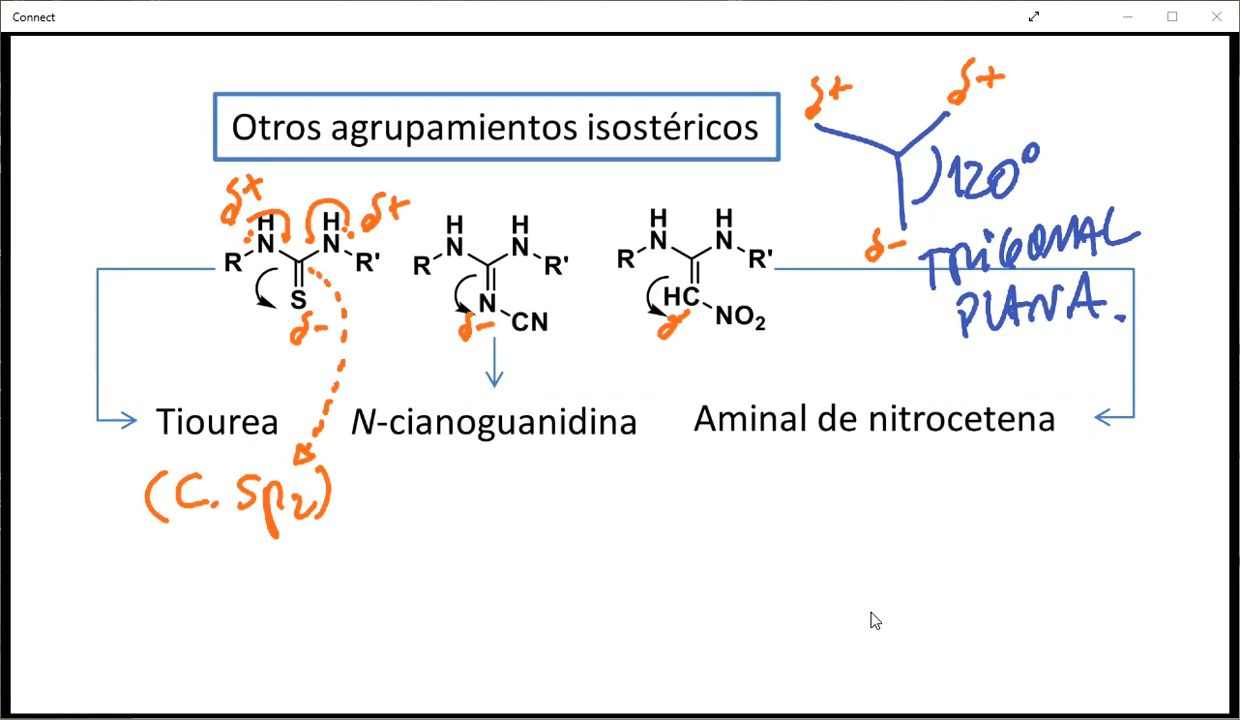 Connect
Otros agrupamientos isostéricos
δ+ δ+
120°
δ-
TRIGONAL
PLANA.
δ+ δ+
H H
R N N R'
S
δ-
H H
R N N R'
N
δ- CN
H H
R N N R'
HC
NO2
δ-
Tiourea
N-cianoguanidina
Aminal de nitrocetena
(C. Sp2)